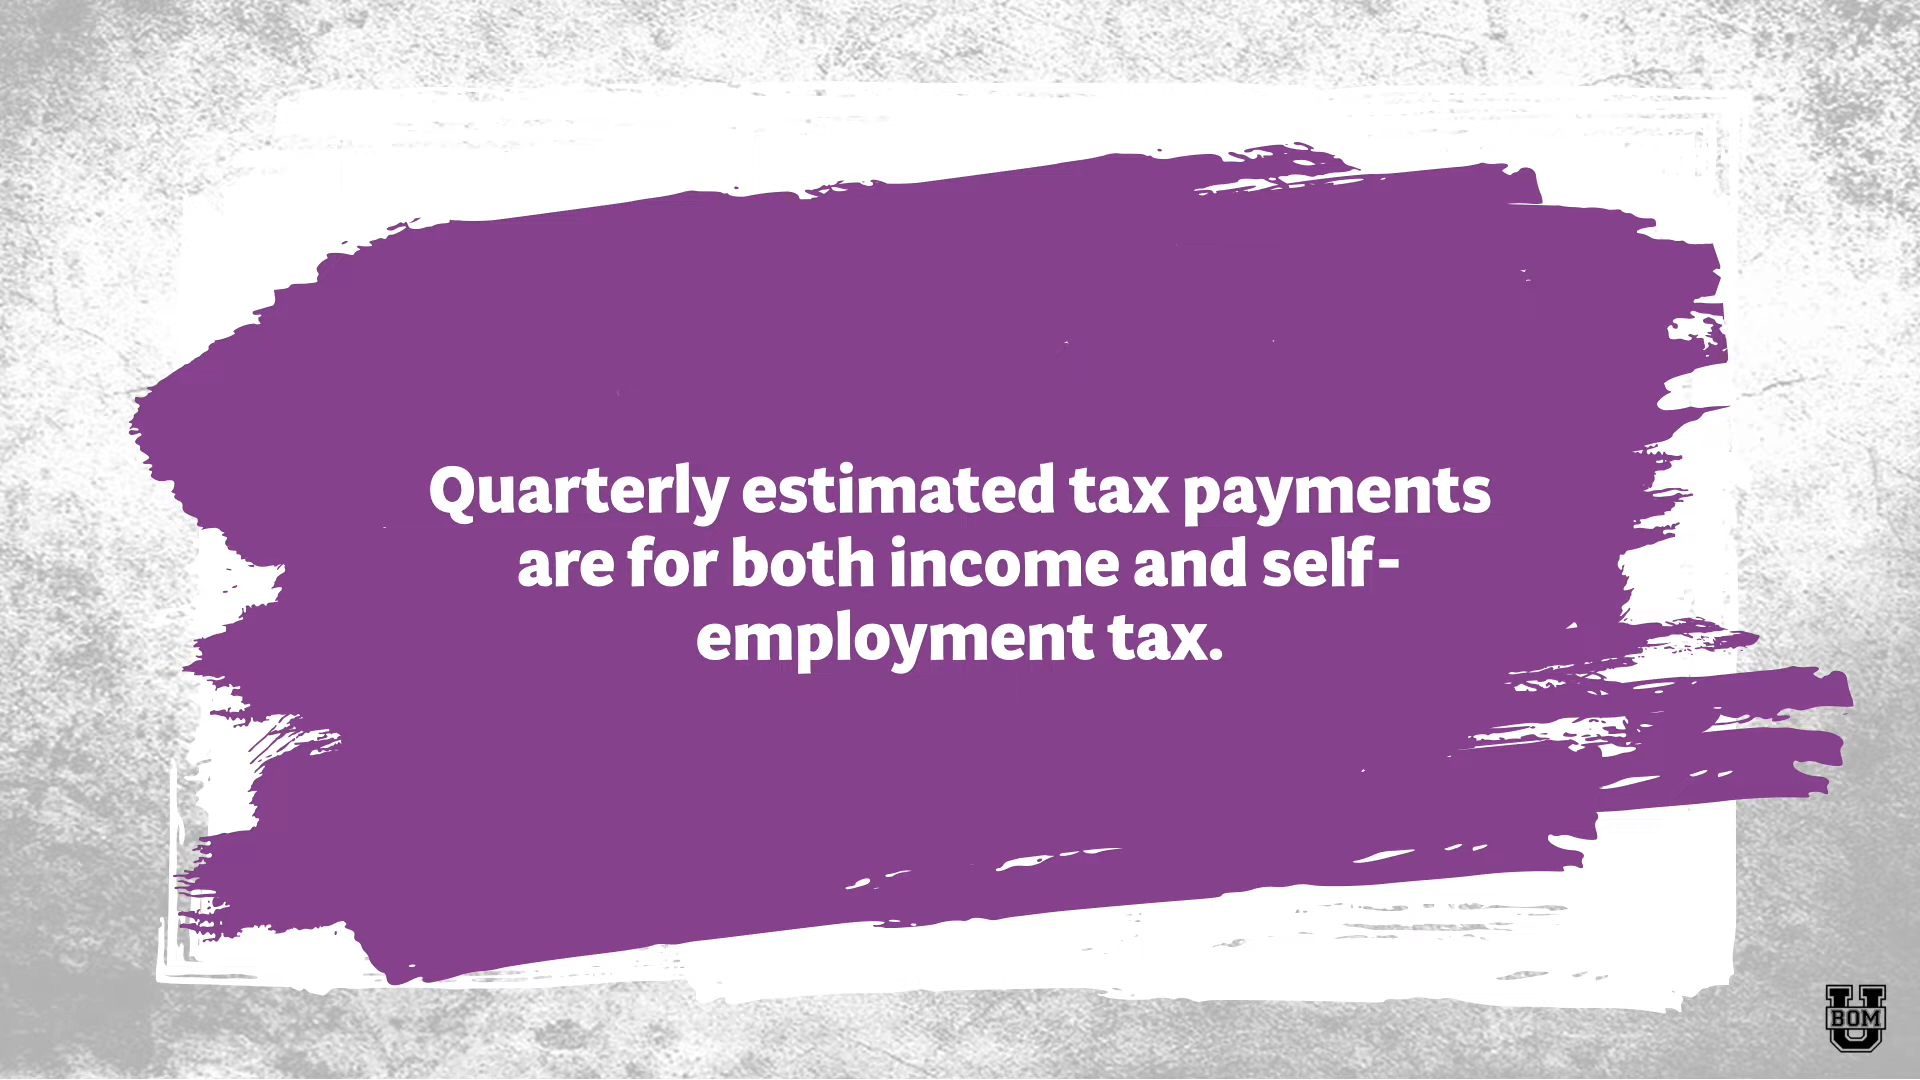 Quarterly estimated tax payments
are for both income and self-
employment tax.
U
BOM